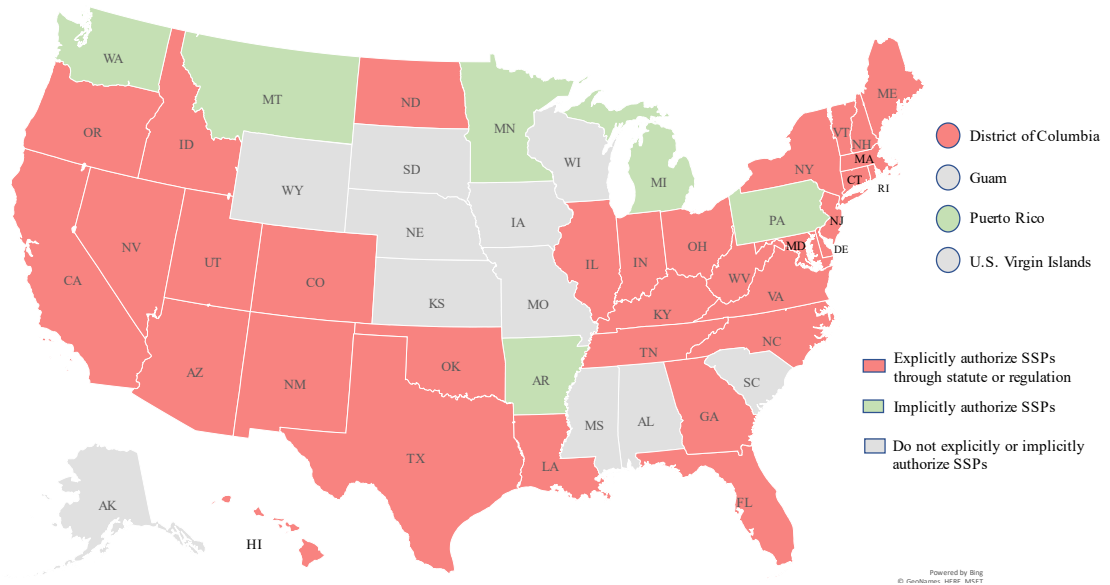 WA
MT
ND
MN
ME
OR
ID
SD
WI
VT
NH
WY
MI
NY
MA
CT
RI
IA
PA
NJ
NE
NV
UT
CO
IL
IN
OH
MD
DE
WV
CA
KS
MO
KY
VA
AZ
NM
OK
AR
TN
NC
SC
MS
AL
GA
TX
LA
FL
AK
HI
District of Columbia
Guam
Puerto Rico
U.S. Virgin Islands
Explicitly authorize SSPs
through statute or regulation
Implicitly authorize SSPs
Do not explicitly or implicitly
authorize SSPs
Powered by Bing
© GeoNames, HERE, MSFT